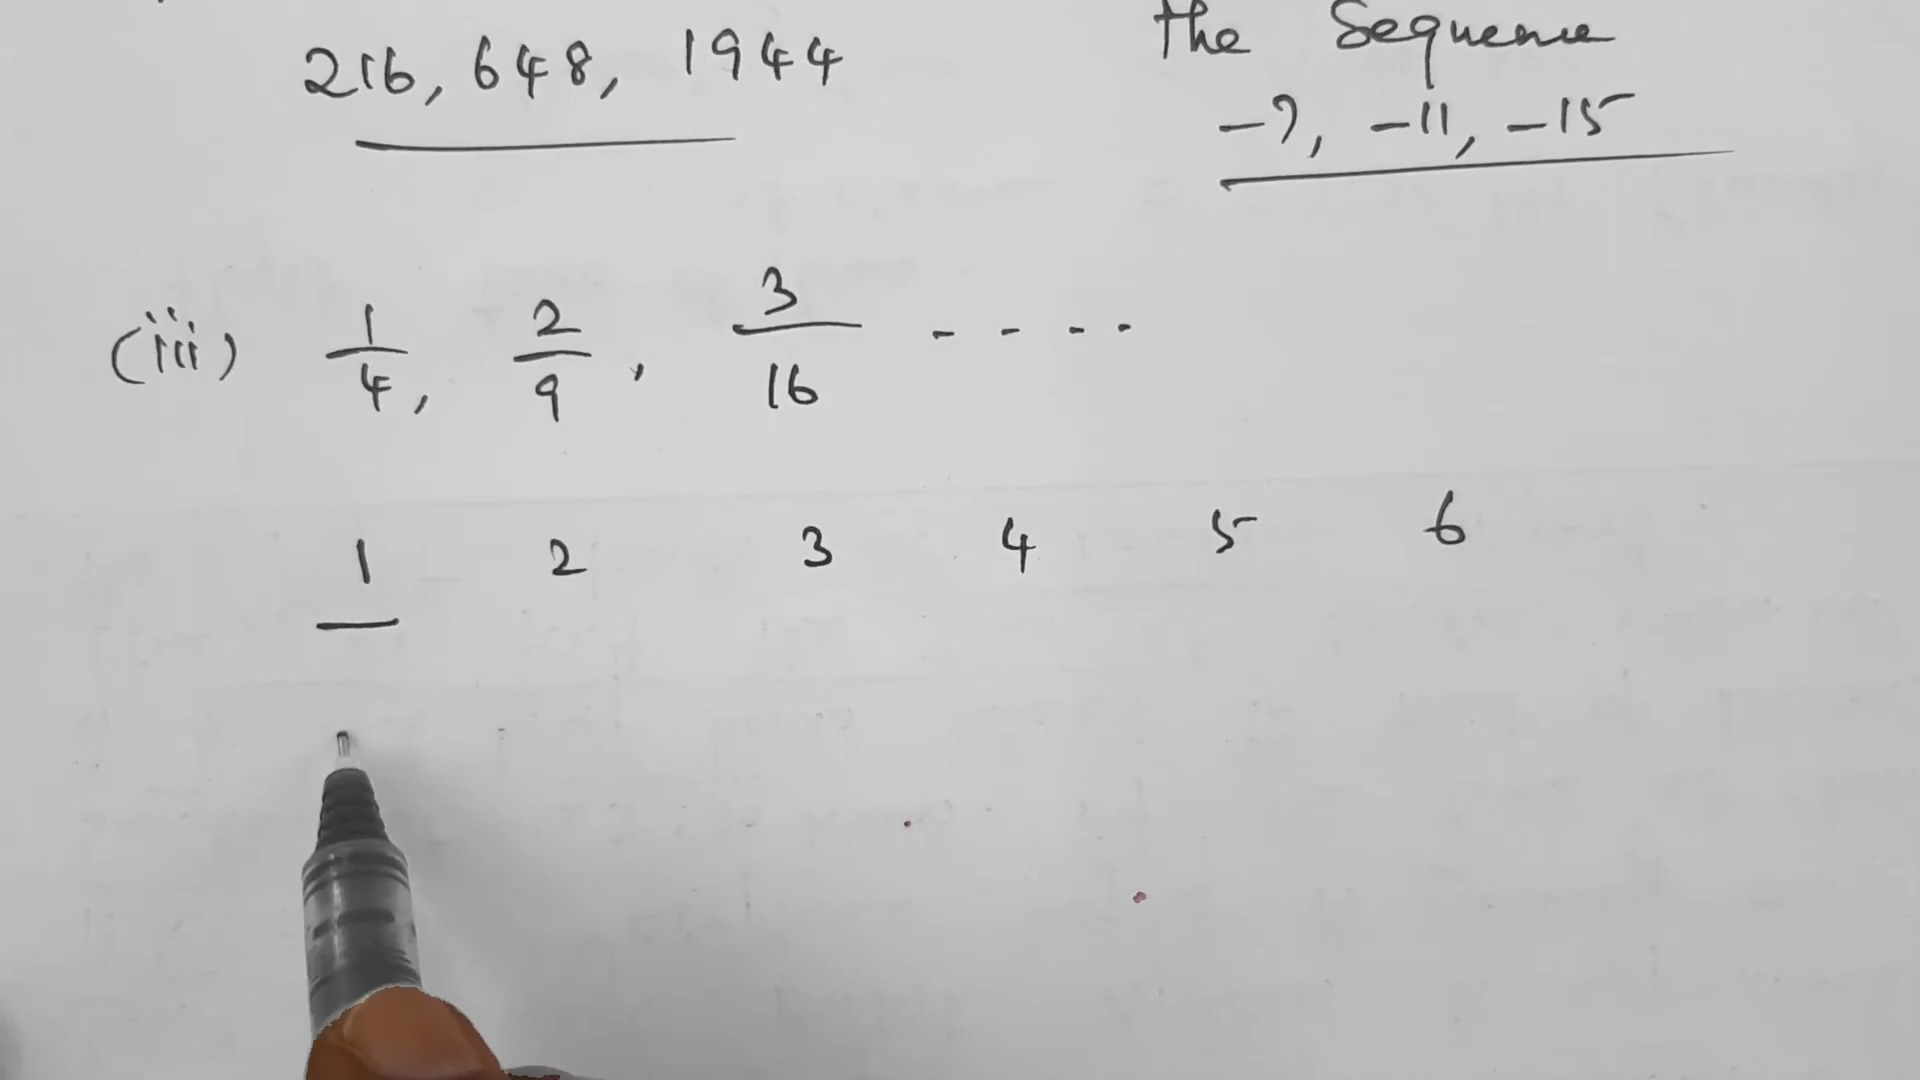 216, 648, 1944
the Sequence
-7, -11, -15
(iii) 1/4, 2/9, 3/16 ----
1 2 3 4 5 6